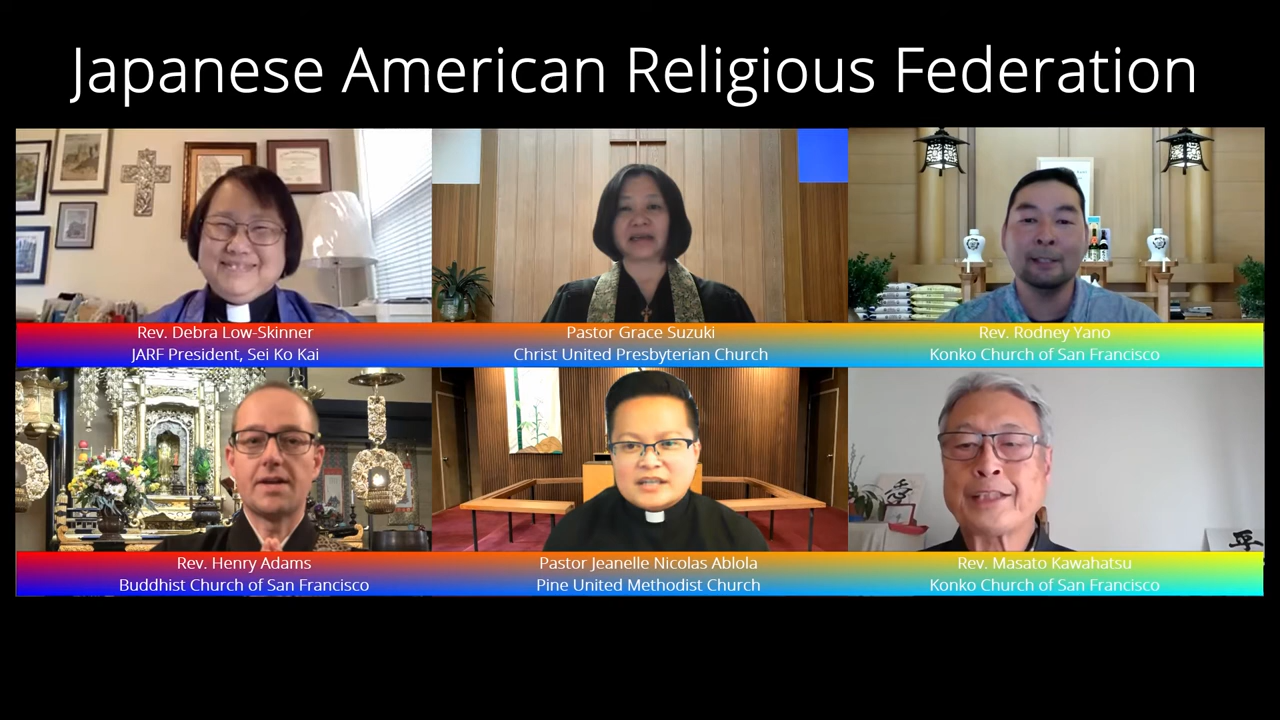 Japanese American Religious Federation
Rev. Debra Low-Skinner
JARF President, Sei Ko Kai
Pastor Grace Suzuki
Christ United Presbyterian Church
Rev. Rodney Yano
Konko Church of San Francisco
Rev. Henry Adams
Buddhist Church of San Francisco
Pastor Jeanelle Nicolas Ablola
Pine United Methodist Church
Rev. Masato Kawahatsu
Konko Church of San Francisco